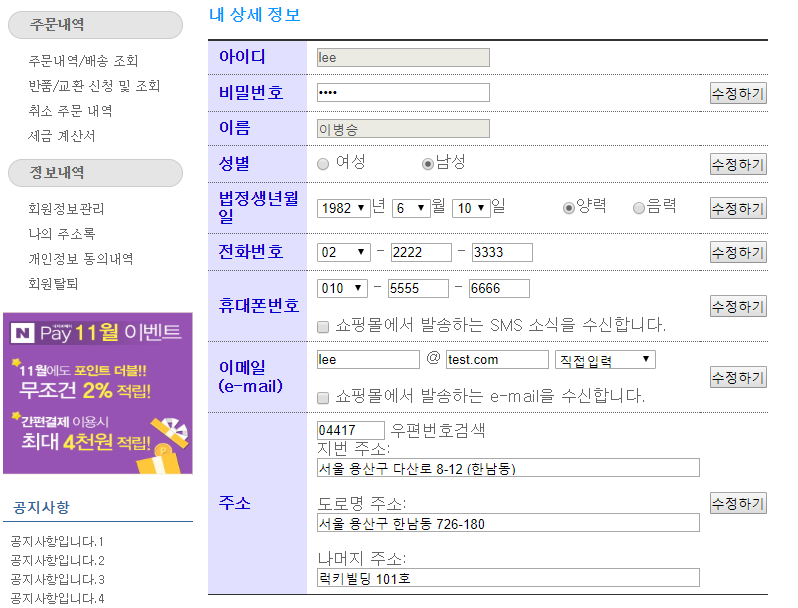 주문내역
주문내역/배송 조회
반품/교환 신청 및 조회
취소 주문 내역
세금 계산서
정보내역
회원정보관리
나의 주소록
개인정보 동의내역
회원탈퇴
N Pay 11월 이벤트
11월에도 포인트 더블!!
무조건 2% 적립!
간편결제 이용시
최대 4천원 적립!
공지사항
공지사항입니다.1
공지사항입니다.2
공지사항입니다.3
공지사항입니다.4
내 상세 정보
아이디 lee
비밀번호 •••• 수정하기
이름 이병승
성별 여성 남성 수정하기
법정생년월
일 1982 년 6 월 10 일 양력 음력 수정하기
전화번호 02 - 2222 - 3333 수정하기
휴대폰번호 010 - 5555 - 6666 수정하기
쇼핑몰에서 발송하는 SMS 소식을 수신합니다.
이메일
(e-mail) lee @ test.com 직접입력 수정하기
쇼핑몰에서 발송하는 e-mail을 수신합니다.
주소 04417 우편번호검색
지번 주소:
서울 용산구 다산로 8-12 (한남동)
도로명 주소: 수정하기
서울 용산구 한남동 726-180
나머지 주소:
럭키빌딩 101호